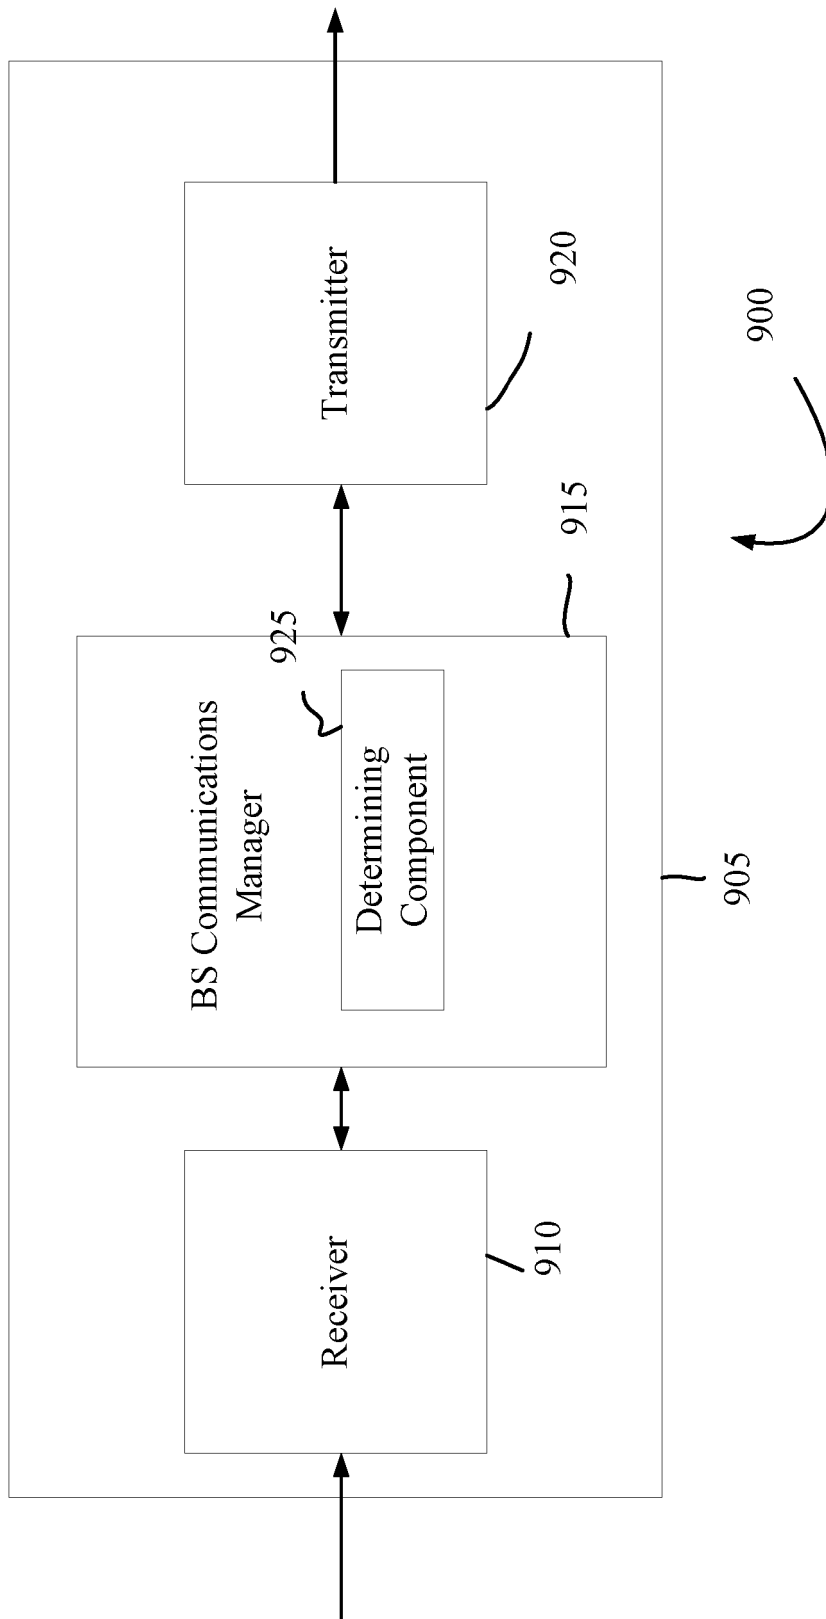 Receiver
910
BS Communications
Manager
Determining
Component
925
915
905
Transmitter
920
900